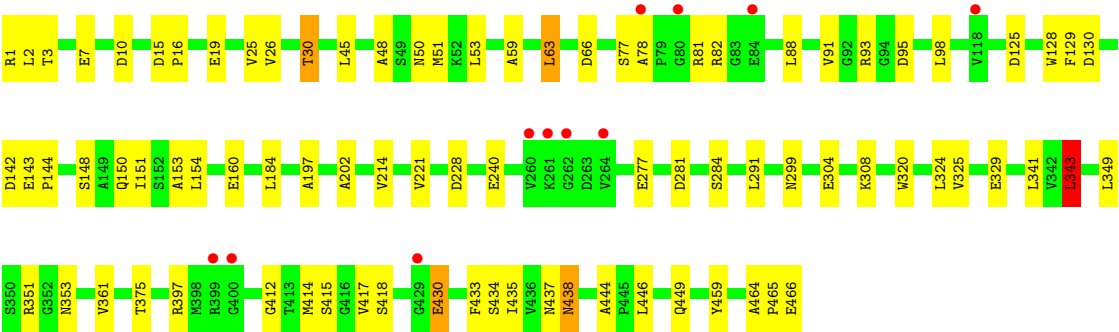 R1 L2 T3 E7 D10 D15 P16 E19 V25 V26 T30 L45 A48 S49 N50 M51 K52 L53 A59 L63 D66 S77 A78 P79 G80 R81 R82 G83 E84 L88 V91 G92 R93 G94 D95 L98 V118 D125 W128 F129 D130
D142 E143 P144 S148 A149 Q150 I151 S152 A153 L154 E160 L184 A197 A202 V214 V221 D228 E240 V260 K261 G262 D263 V264 E277 D281 S284 L291 N299 E304 K308 W320 L324 V325 E329 L341 V342 L343 L349
S350 R351 G352 N353 V361 T375 R397 M398 R399 G400 G412 T413 M414 S415 G416 V417 S418 G429 E430 F433 S434 I435 V436 N437 N438 A444 P445 L446 Q449 Y459 A464 P465 E466